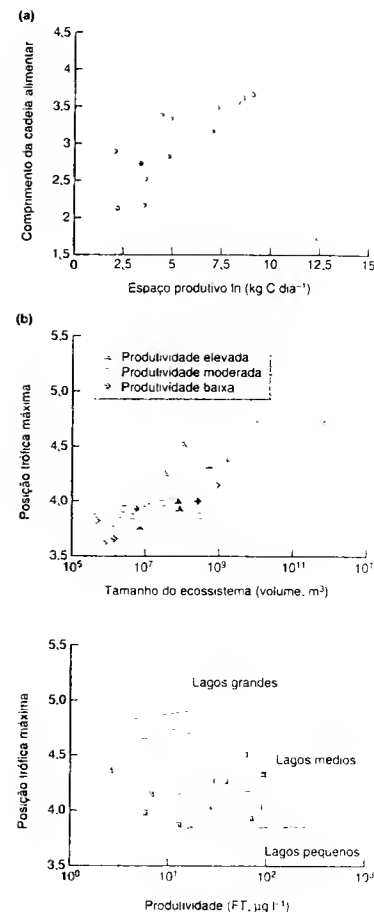 (a)
4,5
4
3,5
3
2,5
2
1,5
Comprimento da cadeia alimentar
0 2,5 5 7,5 10 12,5 15
Espaço produtivo ln (kg C dia⁻¹)
(b)
5,5
5,0
4,5
4,0
3,5
Posição trófica máxima
Produtividade elevada
Produtividade moderada
Produtividade baixa
10⁵ 10⁷ 10⁹ 10¹¹ 10¹³
Tamanho do ecossistema (volume, m³)
5,5
5,0
4,5
4,0
3,5
Posição trófica máxima
Lagos grandes
Lagos médios
Lagos pequenos
10⁰ 10¹ 10² 10³
Produtividade (FT, µg l⁻¹)